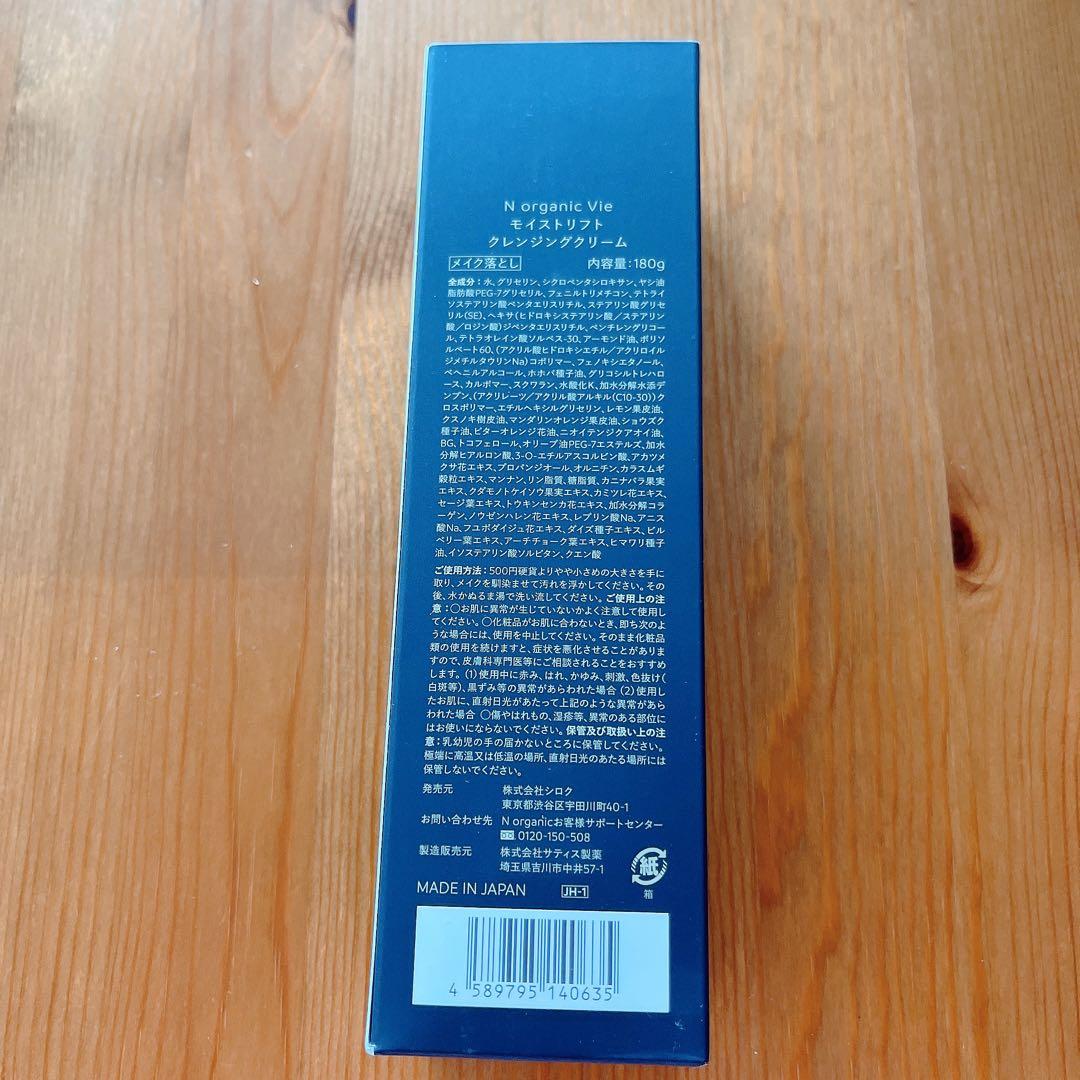 N organic Vie
モイストリフト
クレンジングクリーム
メイク落とし 内容量:180g
全成分:水、グリセリン、シクロペンタシロキサン、ヤシ油
脂肪酸PEG-7グリセリル、フェニルトリメチコン、テトライ
ソステアリン酸ペンタエリスリチル、ステアリン酸グリセ
リル(SE)、ヘキサ(ヒドロキシステアリン酸/ステアリン
酸/ロジン酸)ジペンタエリスリチル、ペンチレングリコー
ル、テトラオレイン酸ソルベス-30、アーモンド油、ポリソ
ルベート60、(アクリル酸ヒドロキシエチル/アクリロイル
ジメチルタウリンNa)コポリマー、フェノキシエタノール、
ベヘニルアルコール、ホホバ種子油、グリコシルトレハロ
ース、カルボマー、スクワラン、水酸化K、加水分解水添デ
ンプン、(アクリレーツ/アクリル酸アルキル(C10-30))ク
ロスポリマー、エチルヘキシルグリセリン、レモン果皮油、
クスノキ樹皮油、マンダリンオレンジ果皮油、ショウズク
種子油、ビターオレンジ花油、ニオイテンジクアオイ油、
BG、トコフェロール、オリーブ油PEG-7エステルズ、加水
分解ヒアルロン酸、3-O-エチルアスコルビン酸、アカツメ
クサ花エキス、プロパンジオール、オルニチン、カラスムギ
穀粒エキス、マンナン、リン脂質、糖脂質、カニナバラ果実
エキス、クダモノトケイソウ果実エキス、カミツレ花エキス、
セージ葉エキス、トウキンセンカ花エキス、加水分解コラ
ーゲン、ノウゼンハレン花エキス、レブリン酸Na、アニス
酸Na、フユボダイジュ花エキス、ダイズ種子エキス、ビル
ベリー葉エキス、アーチチョーク葉エキス、ヒマワリ種子
油、イソステアリン酸ソルビタン、クエン酸
ご使用方法:500円硬貨よりやや小さめの大きさを手に
取り、メイクを馴染ませて汚れを浮かしてください。その
後、水かぬるま湯で洗い流してください。ご使用上の注
意:○お肌に異常が生じていないかよく注意して使用し
てください。○化粧品がお肌に合わないとき、即ち次のよ
うな場合には、使用を中止してください。そのまま化粧品
類の使用を続けますと、症状を悪化させることがありま
すので、皮膚科専門医等にご相談されることをおすすめ
します。(1)使用中に赤み、はれ、かゆみ、刺激、色抜け(
白斑等)、黒ずみ等の異常があらわれた場合(2)使用し
たお肌に、直射日光があたって上記のような異常があら
われた場合 ○傷やはれもの、湿疹等、異常のある部位に
はお使いにならないでください。保管及び取扱い上の注
意:乳幼児の手の届かないところに保管してください。
極端に高温又は低温の場所、直射日光のあたる場所には
保管しないでください。
発売元 株式会社シロク
東京都渋谷区宇田川町40-1
お問い合わせ先 N organicお客様サポートセンター
0120-150-508
製造販売元 株式会社サティス製薬
埼玉県吉川市中井57-1
紙
箱
MADE IN JAPAN JH-1
4 589795 140635